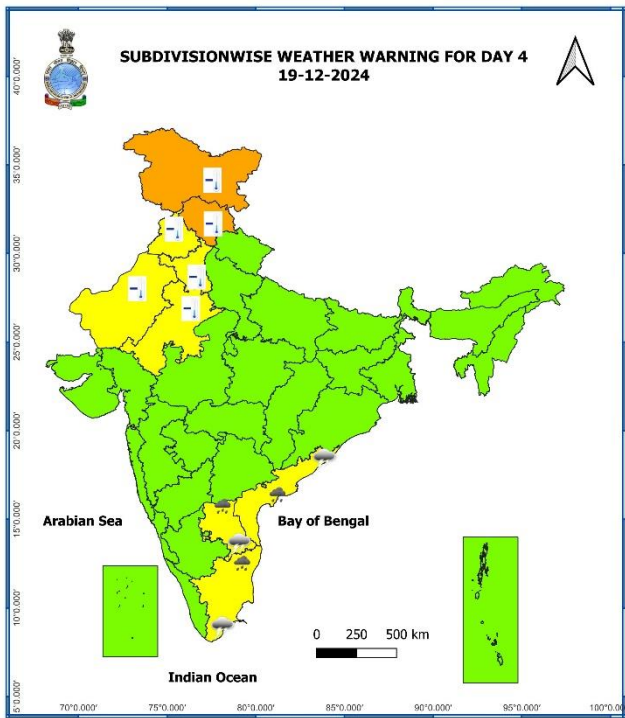 SUBDIVISIONWISE WEATHER WARNING FOR DAY 4
19-12-2024
40°0.000'
35°0.000'
30°0.000'
25°0.000'
20°0.000'
15°0.000'
10°0.000'
5°0.000'
Arabian Sea
Bay of Bengal
0 250 500 km
Indian Ocean
70°0.000' 75°0.000' 80°0.000' 85°0.000' 90°0.000' 95°0.000' 100°0.00